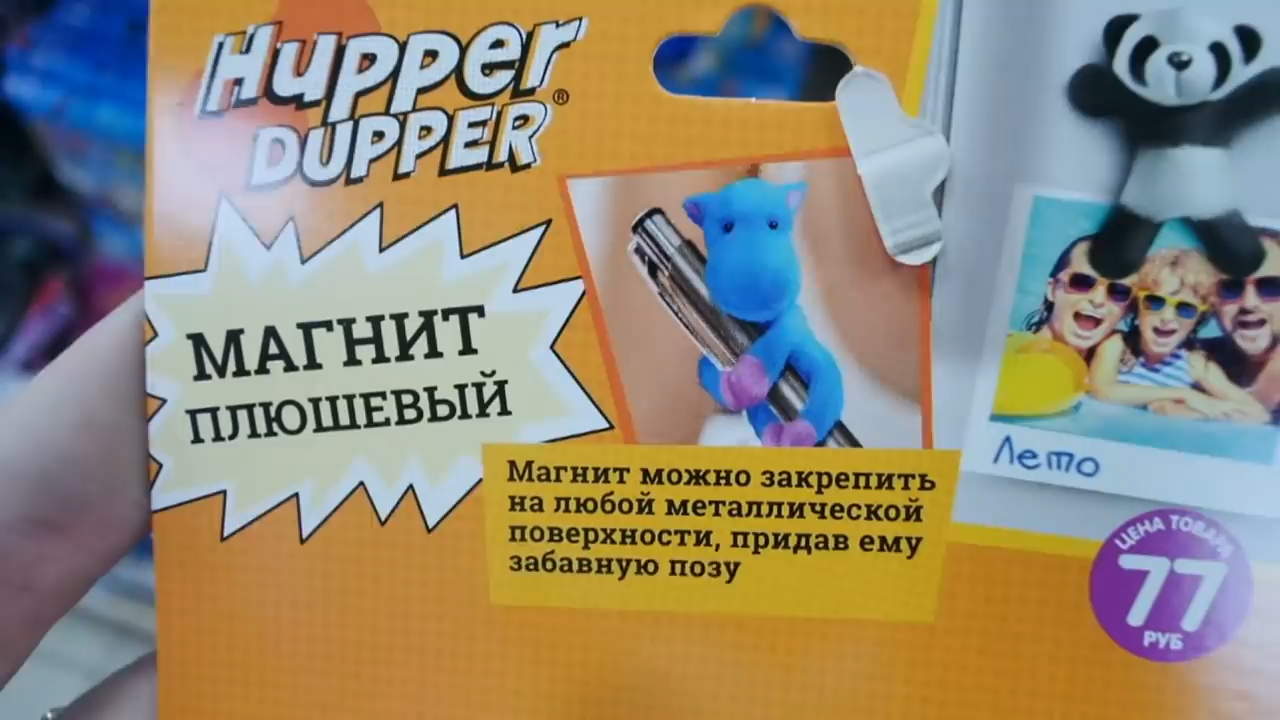 Hupper
DUPPER®
МАГНИТ
ПЛЮШЕВЫЙ
Магнит можно закрепить
на любой металлической
поверхности, придав ему
забавную позу
Лето
ЦЕНА ТОВАРА
77
РУБ